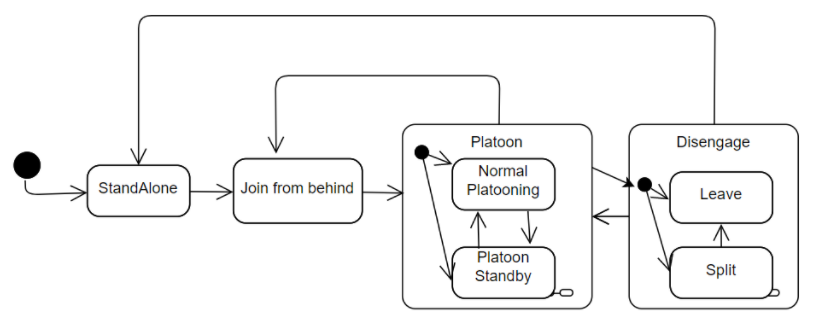 Platoon
Disengage
StandAlone
Join from behind
Normal
Platooning
Leave
Platoon
Standby
Split